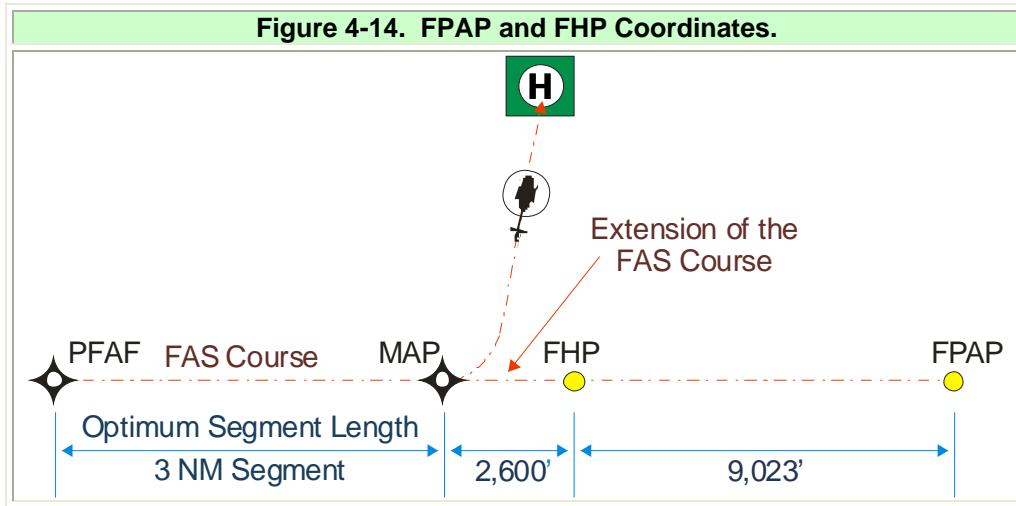 Figure 4-14. FPAP and FHP Coordinates.
H
Extension of the
FAS Course
PFAF
FAS Course
MAP
FHP
FPAP
Optimum Segment Length
3 NM Segment
2,600’
9,023’